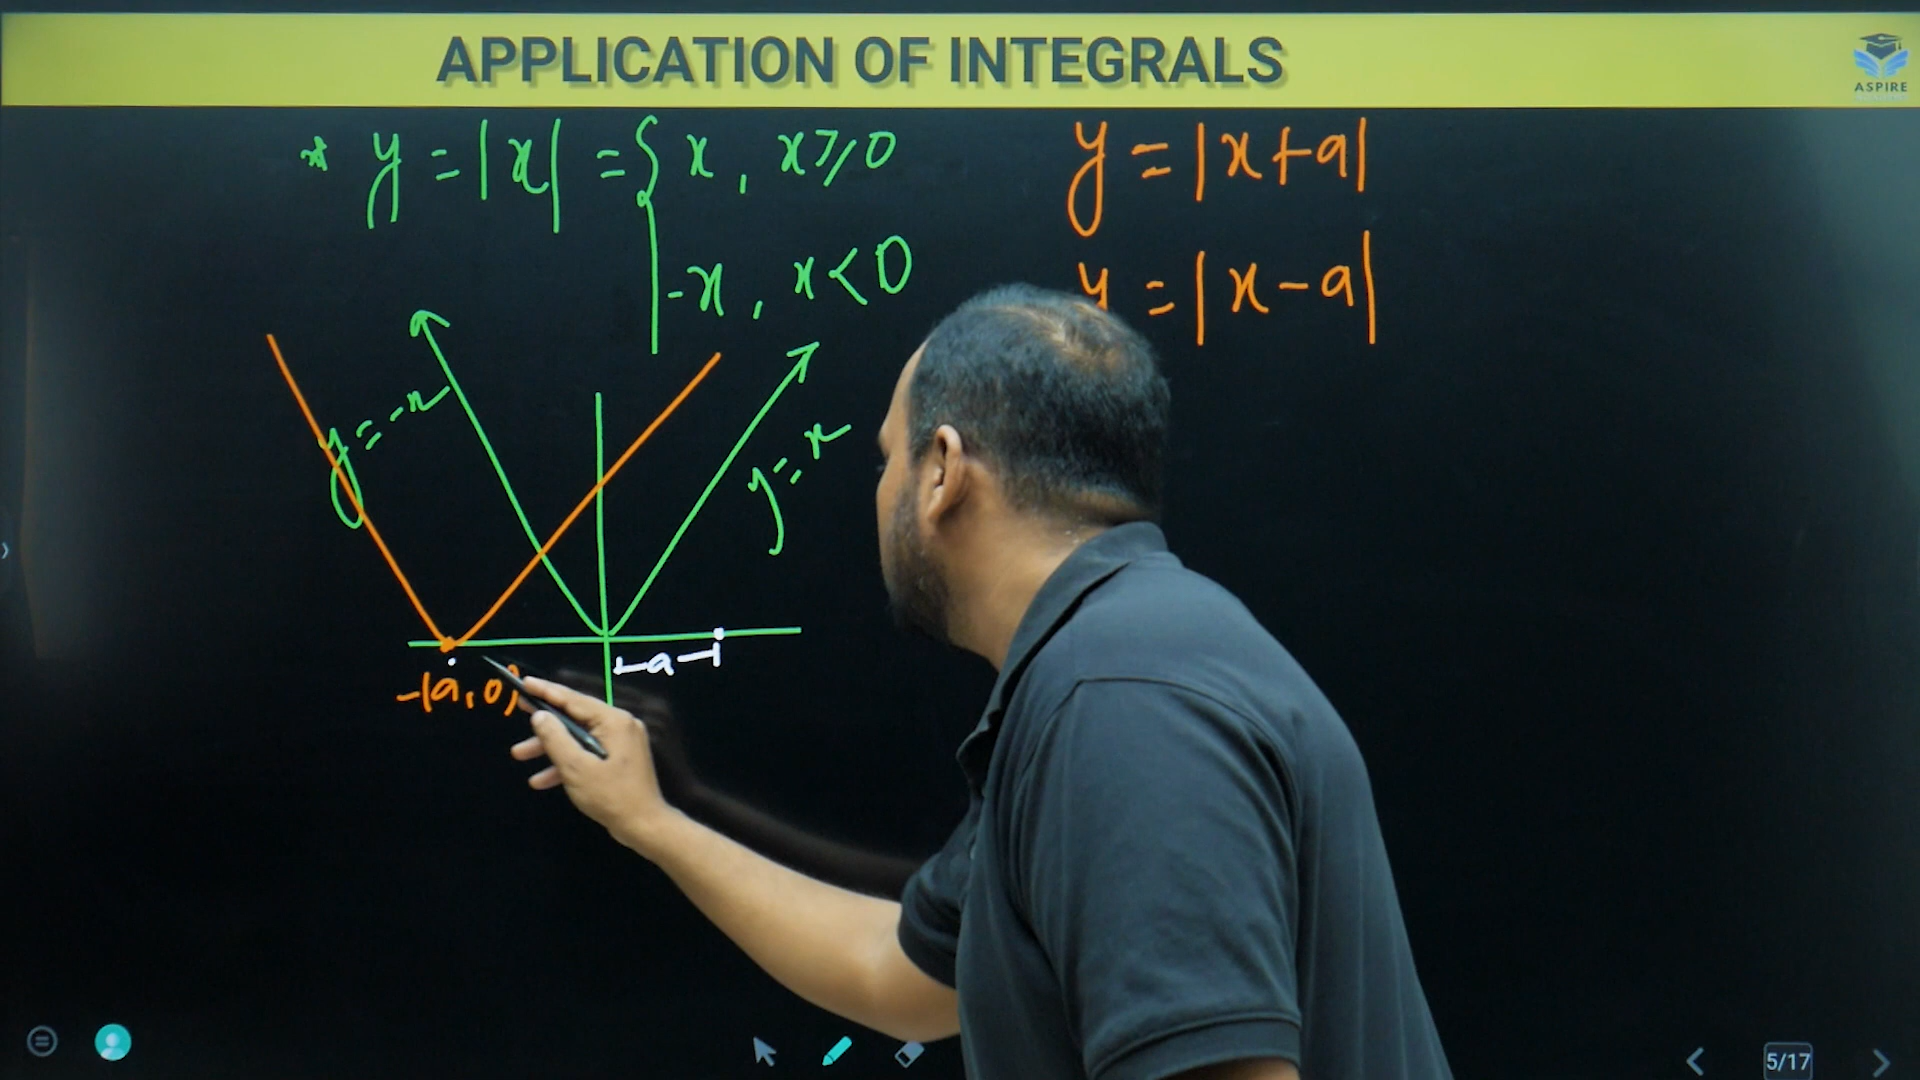 APPLICATION OF INTEGRALS
ASPIRE
* y = |x| = { x , x ≥ 0
-x , x < 0
y = |x+a|
y = |x-a|
y = -x
y = x
-(a, 0)
a
5/17